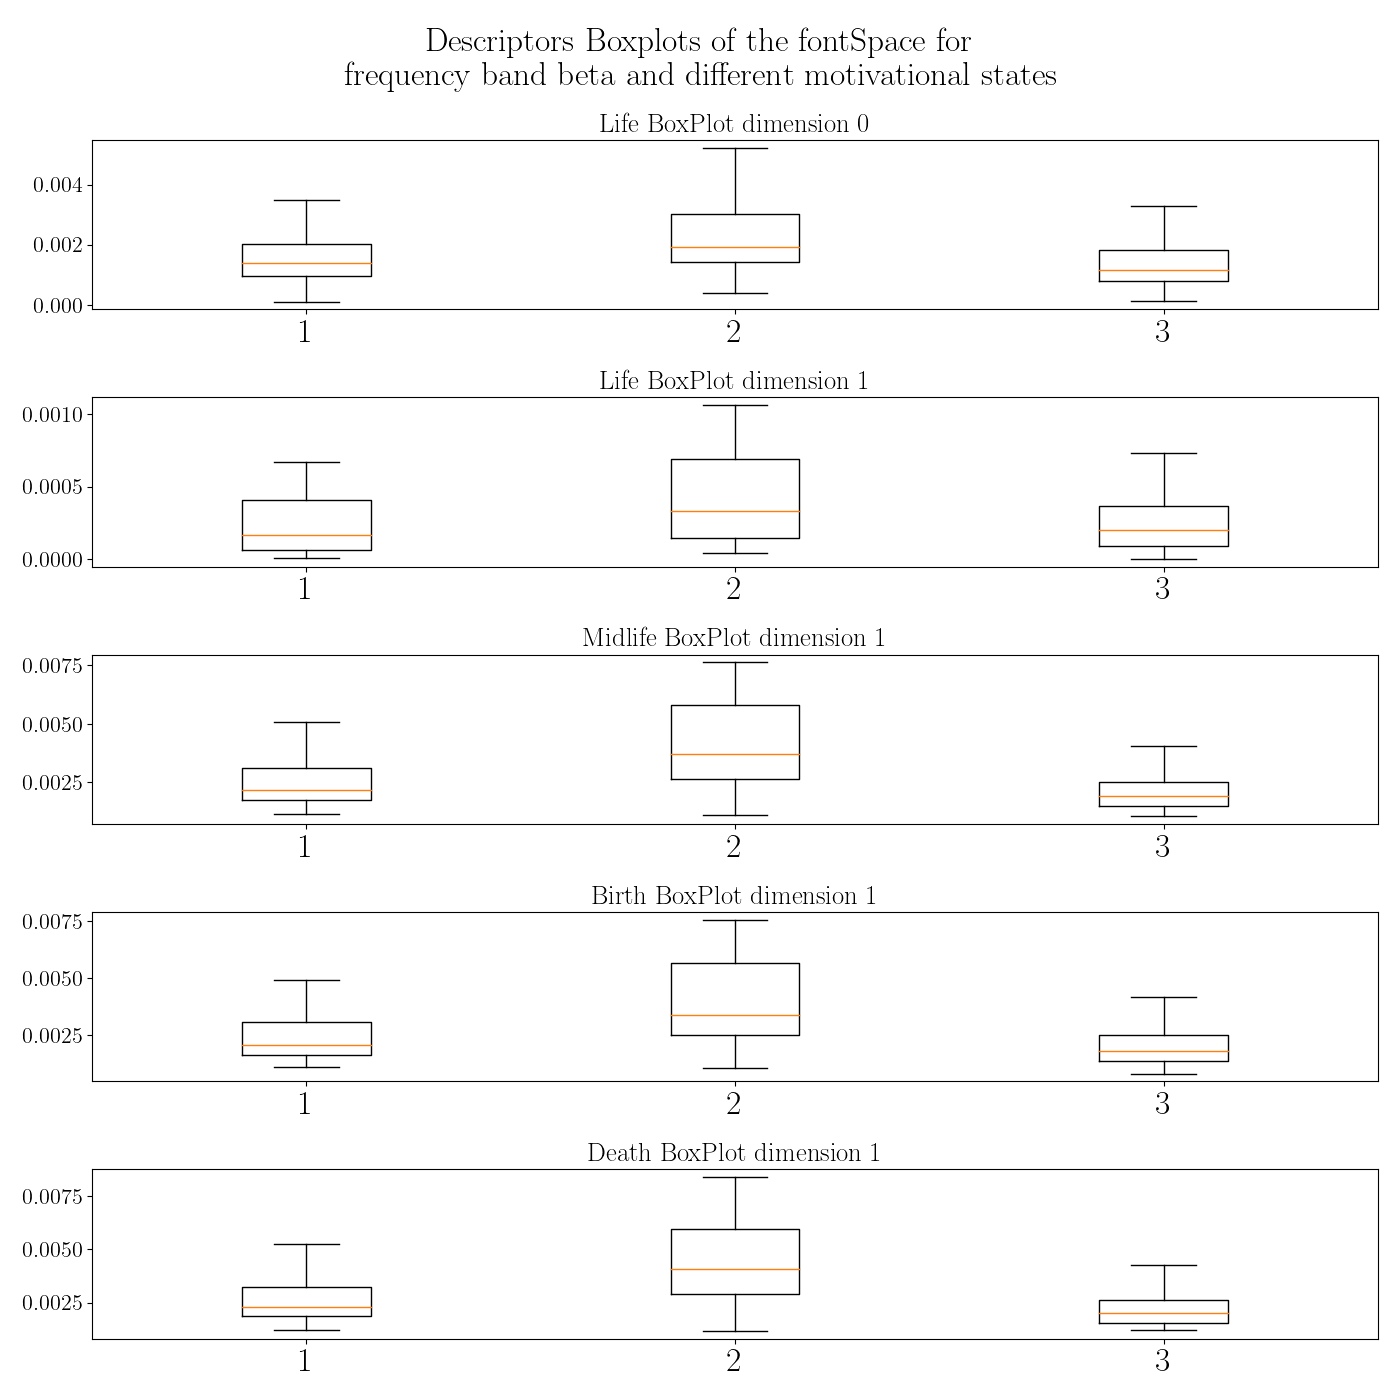 Descriptors Boxplots of the fontSpace for
frequency band beta and different motivational states
Life BoxPlot dimension 0
0.004
0.002
0.000
1 2 3
Life BoxPlot dimension 1
0.0010
0.0005
0.0000
1 2 3
Midlife BoxPlot dimension 1
0.0075
0.0050
0.0025
1 2 3
Birth BoxPlot dimension 1
0.0075
0.0050
0.0025
1 2 3
Death BoxPlot dimension 1
0.0075
0.0050
0.0025
1 2 3